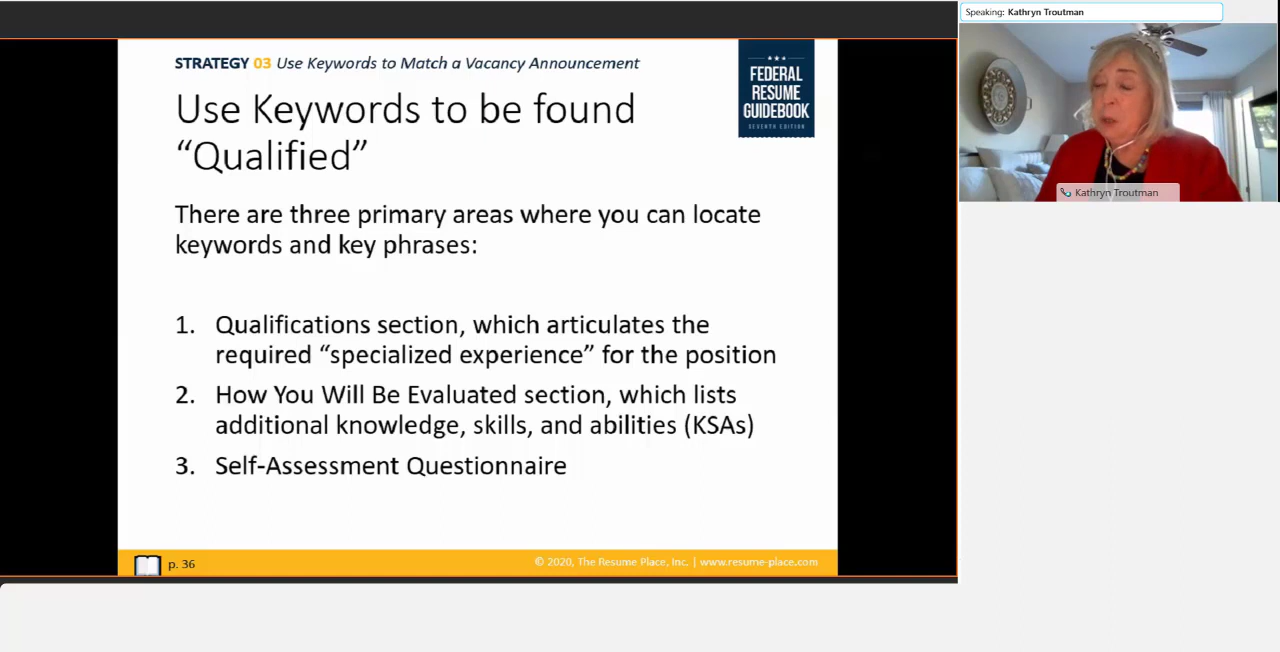 Speaking: Kathryn Troutman
STRATEGY 03 Use Keywords to Match a Vacancy Announcement
FEDERAL
RESUME
GUIDEBOOK
SEVENTH EDITION
Use Keywords to be found
“Qualified”
There are three primary areas where you can locate
keywords and key phrases:
1. Qualifications section, which articulates the
required “specialized experience” for the position
2. How You Will Be Evaluated section, which lists
additional knowledge, skills, and abilities (KSAs)
3. Self-Assessment Questionnaire
p. 36
© 2020, The Resume Place, Inc. | www.resume-place.com
Kathryn Troutman